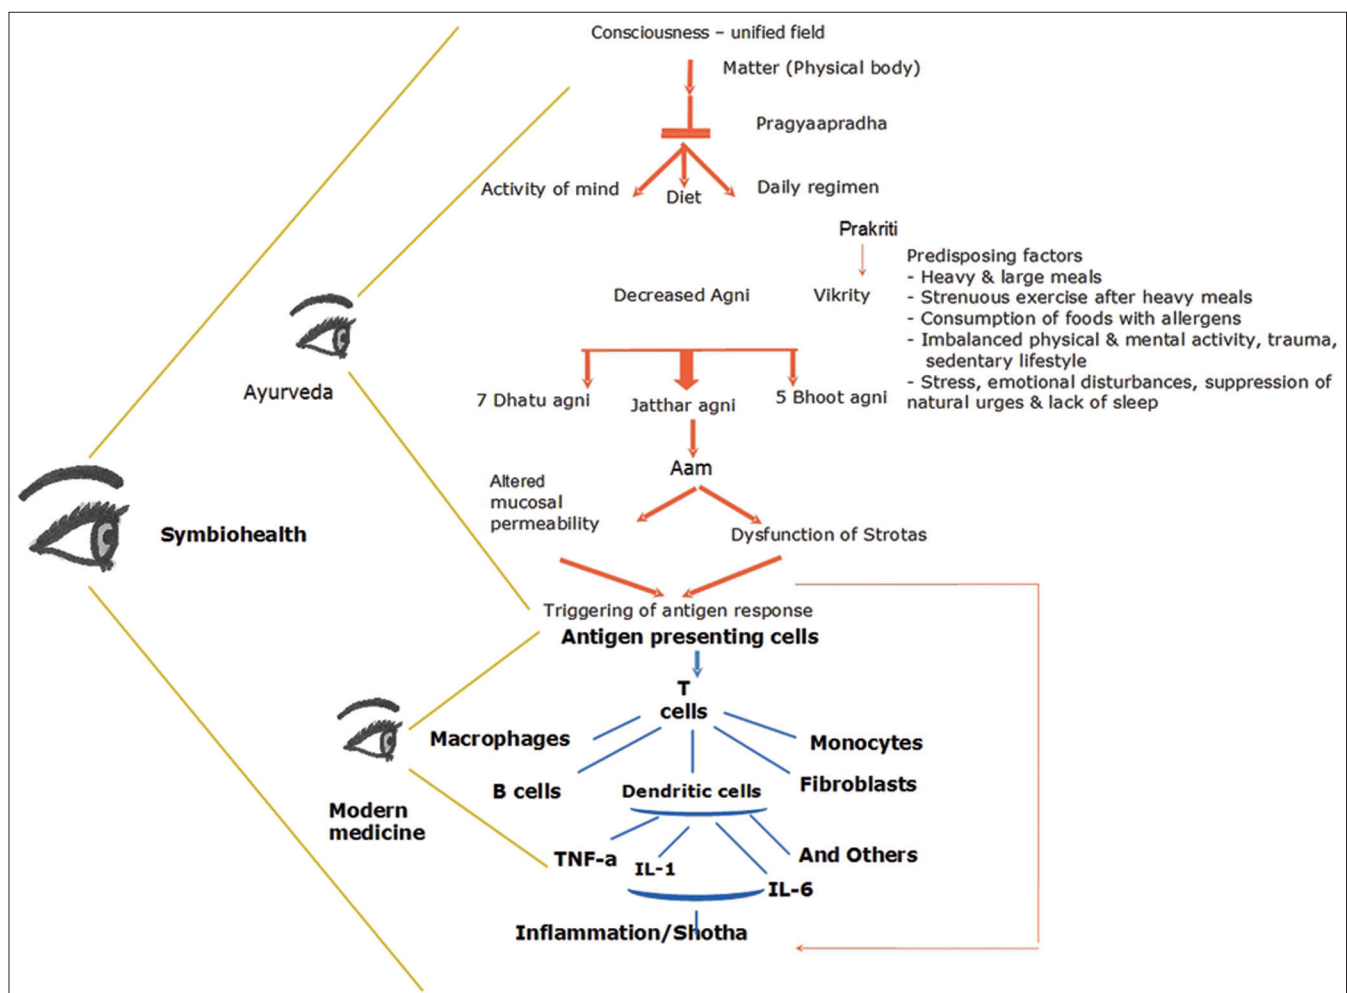 Consciousness – unified field
Matter (Physical body)
Pragyaapradha
Activity of mind
Diet
Daily regimen
Prakriti
Decreased Agni
Vikrity
Predisposing factors
- Heavy & large meals
- Strenuous exercise after heavy meals
- Consumption of foods with allergens
- Imbalanced physical & mental activity, trauma,
sedentary lifestyle
- Stress, emotional disturbances, suppression of
natural urges & lack of sleep
Ayurveda
7 Dhatu agni
Jatthar agni
5 Bhoot agni
Aam
Altered
mucosal
permeability
Dysfunction of Strotas
Symbiohealth
Triggering of antigen response
Antigen presenting cells
T
cells
Macrophages
Monocytes
B cells
Dendritic cells
Fibroblasts
Modern
medicine
TNF-a
IL-1
IL-6
And Others
Inflammation/Shotha